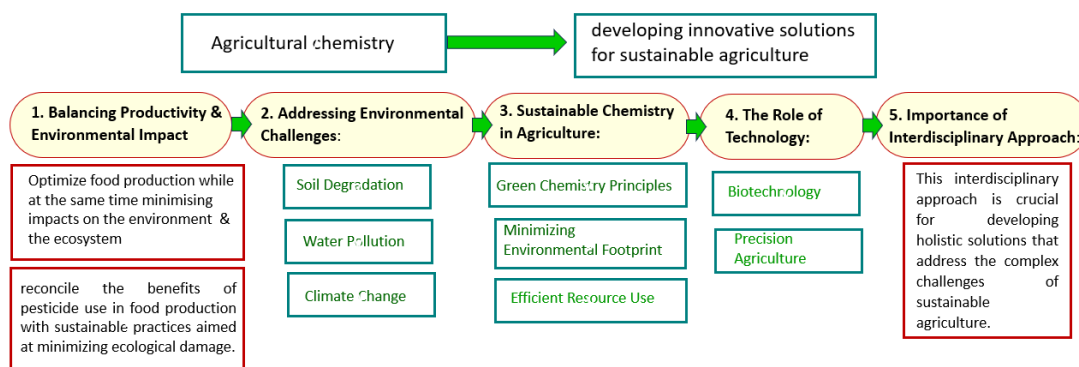 Agricultural chemistry
developing innovative solutions
for sustainable agriculture
1. Balancing Productivity &
Environmental Impact
2. Addressing Environmental
Challenges:
3. Sustainable Chemistry
in Agriculture:
4. The Role of
Technology:
5. Importance of
Interdisciplinary Approach:
Optimize food production while
at the same time minimising
impacts on the environment &
the ecosystem
reconcile the benefits of
pesticide use in food production
with sustainable practices aimed
at minimizing ecological damage.
Soil Degradation
Water Pollution
Climate Change
Green Chemistry Principles
Minimizing
Environmental Footprint
Efficient Resource Use
Biotechnology
Precision
Agriculture
This interdisciplinary
approach is crucial
for developing
holistic solutions that
address the complex
challenges of
sustainable
agriculture.